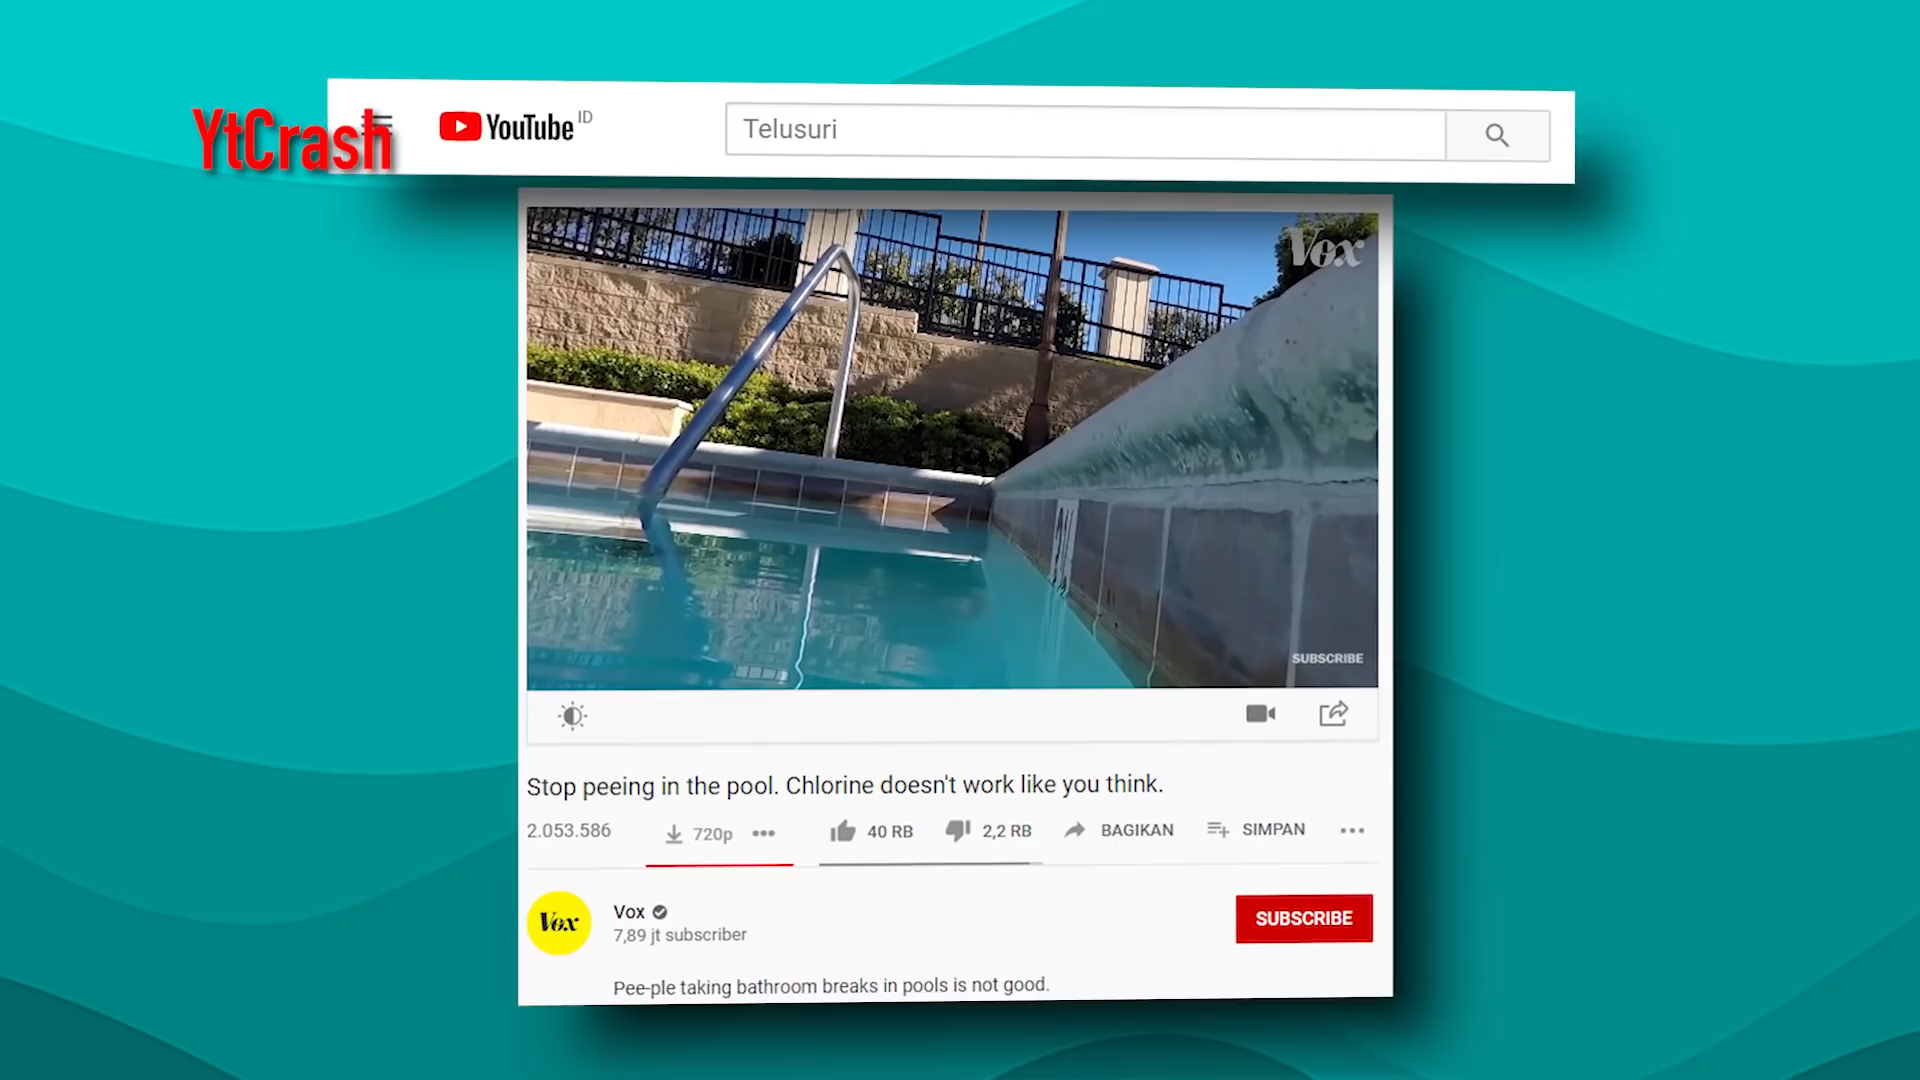 YtCrash
YouTube ID
Telusuri
Vox
SUBSCRIBE
Stop peeing in the pool. Chlorine doesn't work like you think.
2.053.586 720p 40 RB 2,2 RB BAGIKAN SIMPAN
Vox
Vox
7,89 jt subscriber
SUBSCRIBE
Pee-ple taking bathroom breaks in pools is not good.